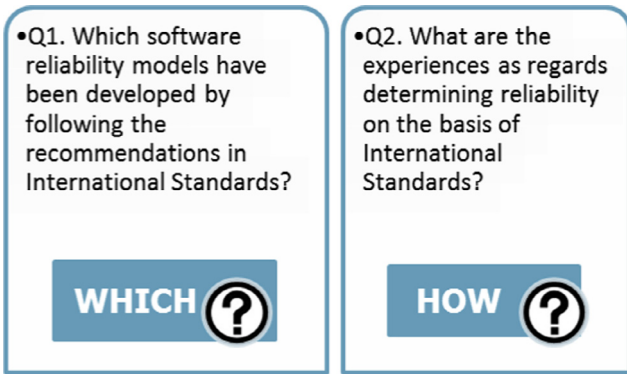 •Q1. Which software
reliability models have
been developed by
following the
recommendations in
International Standards?
WHICH ?
•Q2. What are the
experiences as regards
determining reliability
on the basis of
International
Standards?
HOW ?